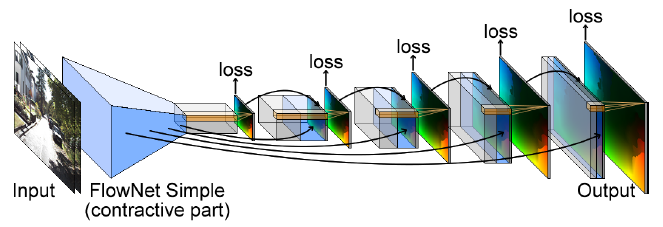 loss
loss
loss
loss
loss
Input
FlowNet Simple
(contractive part)
Output